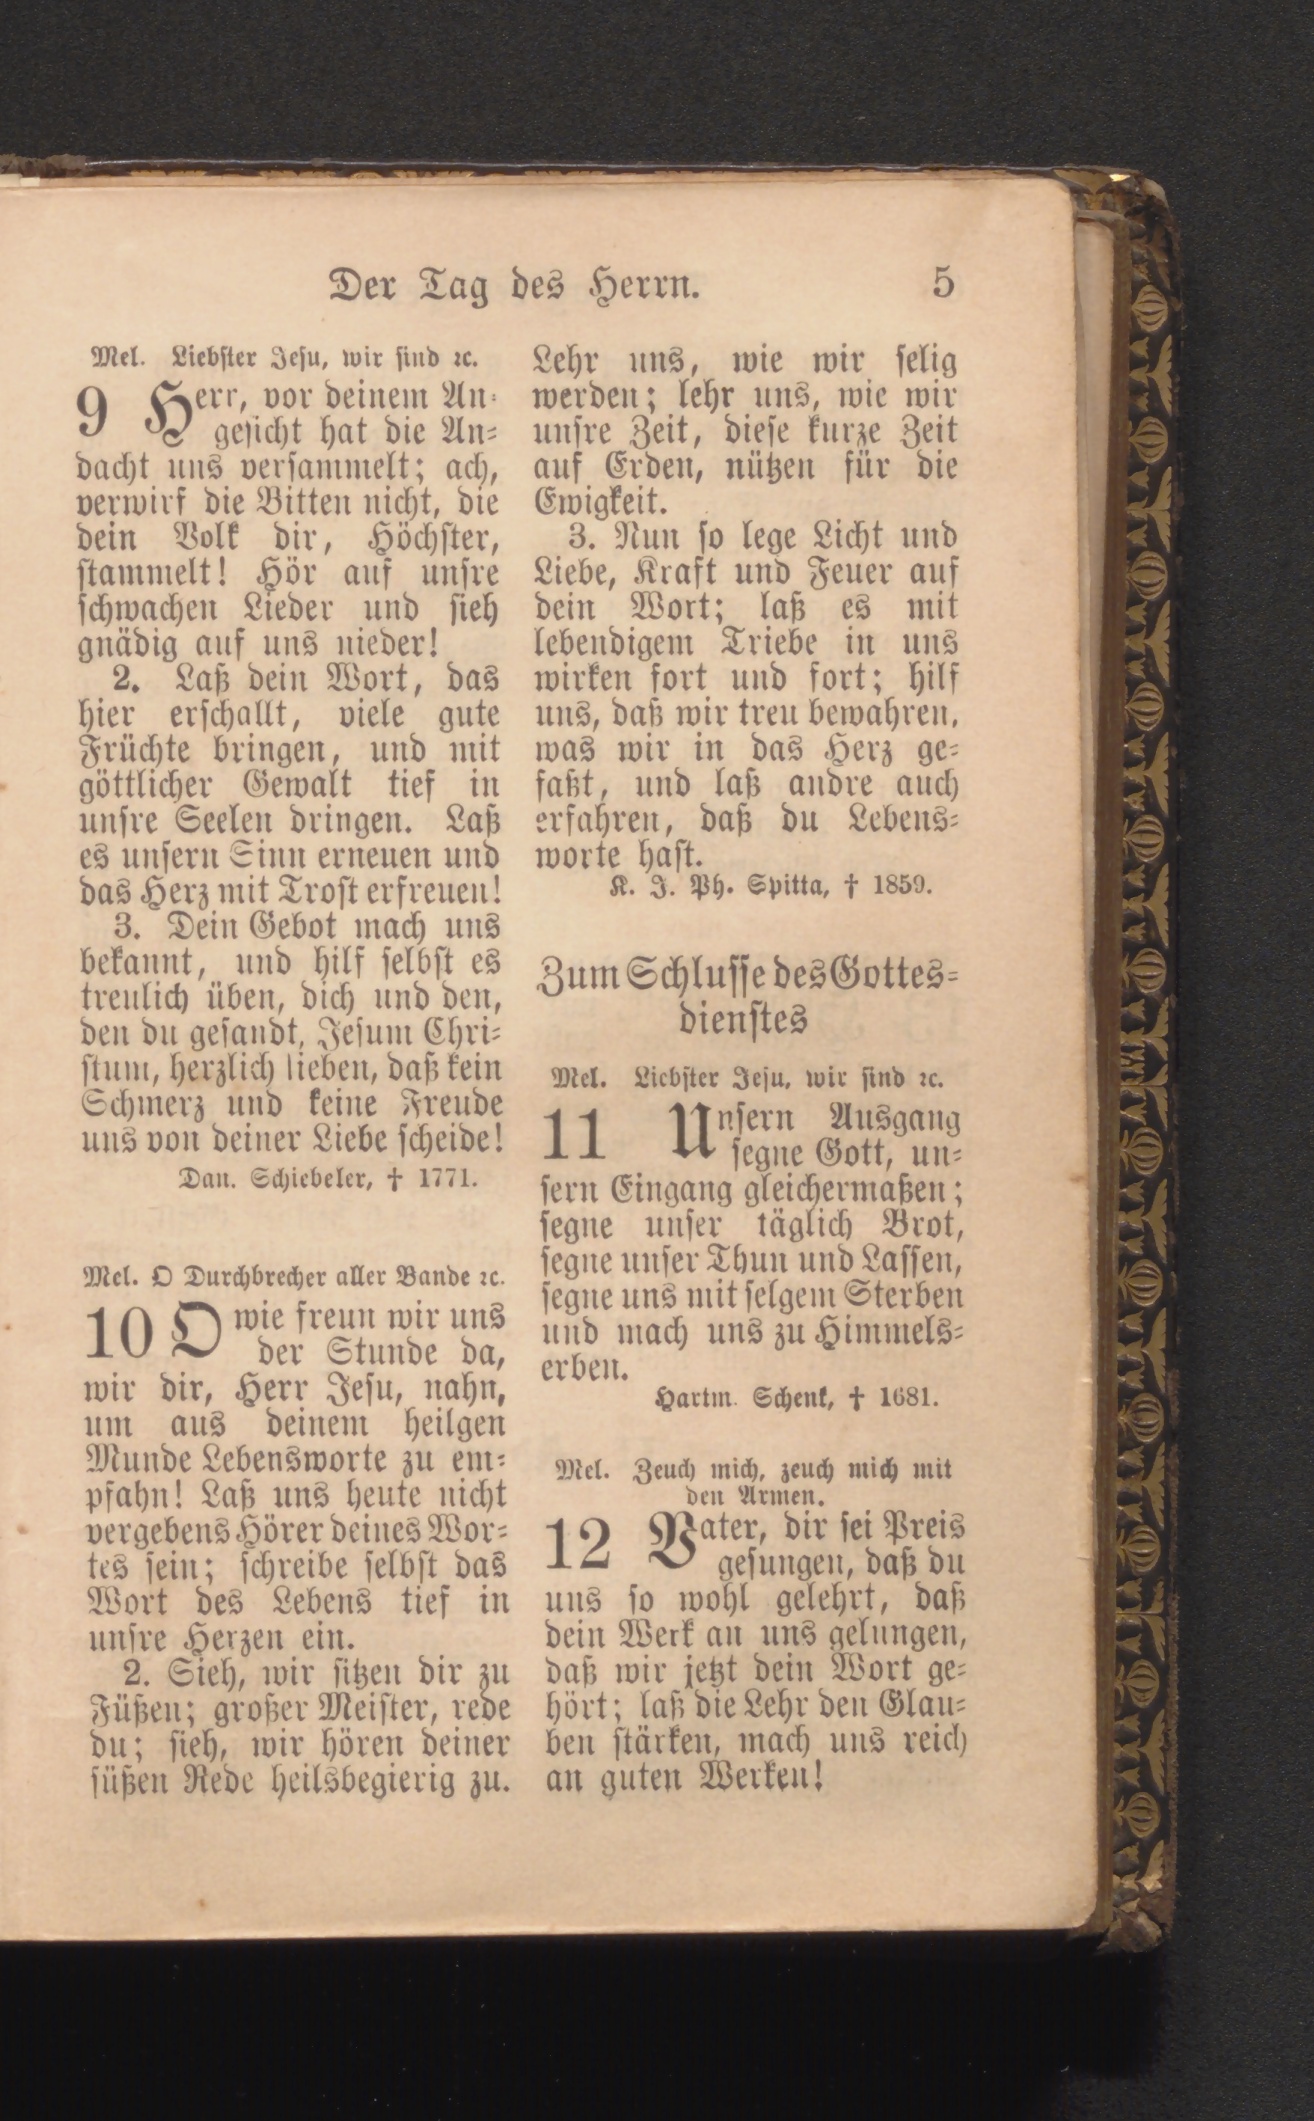 Der Tag des Herrn. 5
Mel. Liebster Jesu, wir sind ꝛc.
9 Herr, vor deinem An-
gesicht hat die An-
dacht uns versammelt; ach,
verwirf die Bitten nicht, die
dein Volk dir, Höchster,
stammelt! Hör auf unsre
schwachen Lieder und sieh
gnädig auf uns nieder!
2. Laß dein Wort, das
hier erschallt, viele gute
Früchte bringen, und mit
göttlicher Gewalt tief in
unsre Seelen dringen. Laß
es unsern Sinn erneuen und
das Herz mit Trost erfreuen!
3. Dein Gebot mach uns
bekannt, und hilf selbst es
treulich üben, dich und den,
den du gesandt, Jesum Chri-
stum, herzlich lieben, daß kein
Schmerz und keine Freude
uns von deiner Liebe scheide!
Dan. Schiebeler, † 1771.
Mel. O Durchbrecher aller Bande ꝛc.
10 O wie freun wir uns
der Stunde da,
wir dir, Herr Jesu, nahn,
um aus deinem heilgen
Munde Lebensworte zu em-
pfahn! Laß uns heute nicht
vergebens Hörer deines Wor-
tes sein; schreibe selbst das
Wort des Lebens tief in
unsre Herzen ein.
2. Sieh, wir sitzen dir zu
Füßen; großer Meister, rede
du; sieh, wir hören deiner
süßen Rede heilsbegierig zu.
Lehr uns, wie wir selig
werden; lehr uns, wie wir
unsre Zeit, diese kurze Zeit
auf Erden, nützen für die
Ewigkeit.
3. Nun so lege Licht und
Liebe, Kraft und Feuer auf
dein Wort; laß es mit
lebendigem Triebe in uns
wirken fort und fort; hilf
uns, daß wir treu bewahren,
was wir in das Herz ge-
faßt, und laß andre auch
erfahren, daß du Lebens-
worte hast.
K. J. Ph. Spitta, † 1859.
Zum Schlusse des Gottes-
dienstes
Mel. Liebster Jesu, wir sind ꝛc.
11 Unsern Ausgang
segne Gott, un-
sern Eingang gleichermaßen;
segne unser täglich Brot,
segne unser Thun und Lassen,
segne uns mit selgem Sterben
und mach uns zu Himmels-
erben.
Hartm. Schenk, † 1681.
Mel. Zeuch mich, zeuch mich mit
den Armen.
12 Vater, dir sei Preis
gesungen, daß du
uns so wohl gelehrt, daß
dein Werk an uns gelungen,
daß wir jetzt dein Wort ge-
hört; laß die Lehr den Glau-
ben stärken, mach uns reich
an guten Werken!